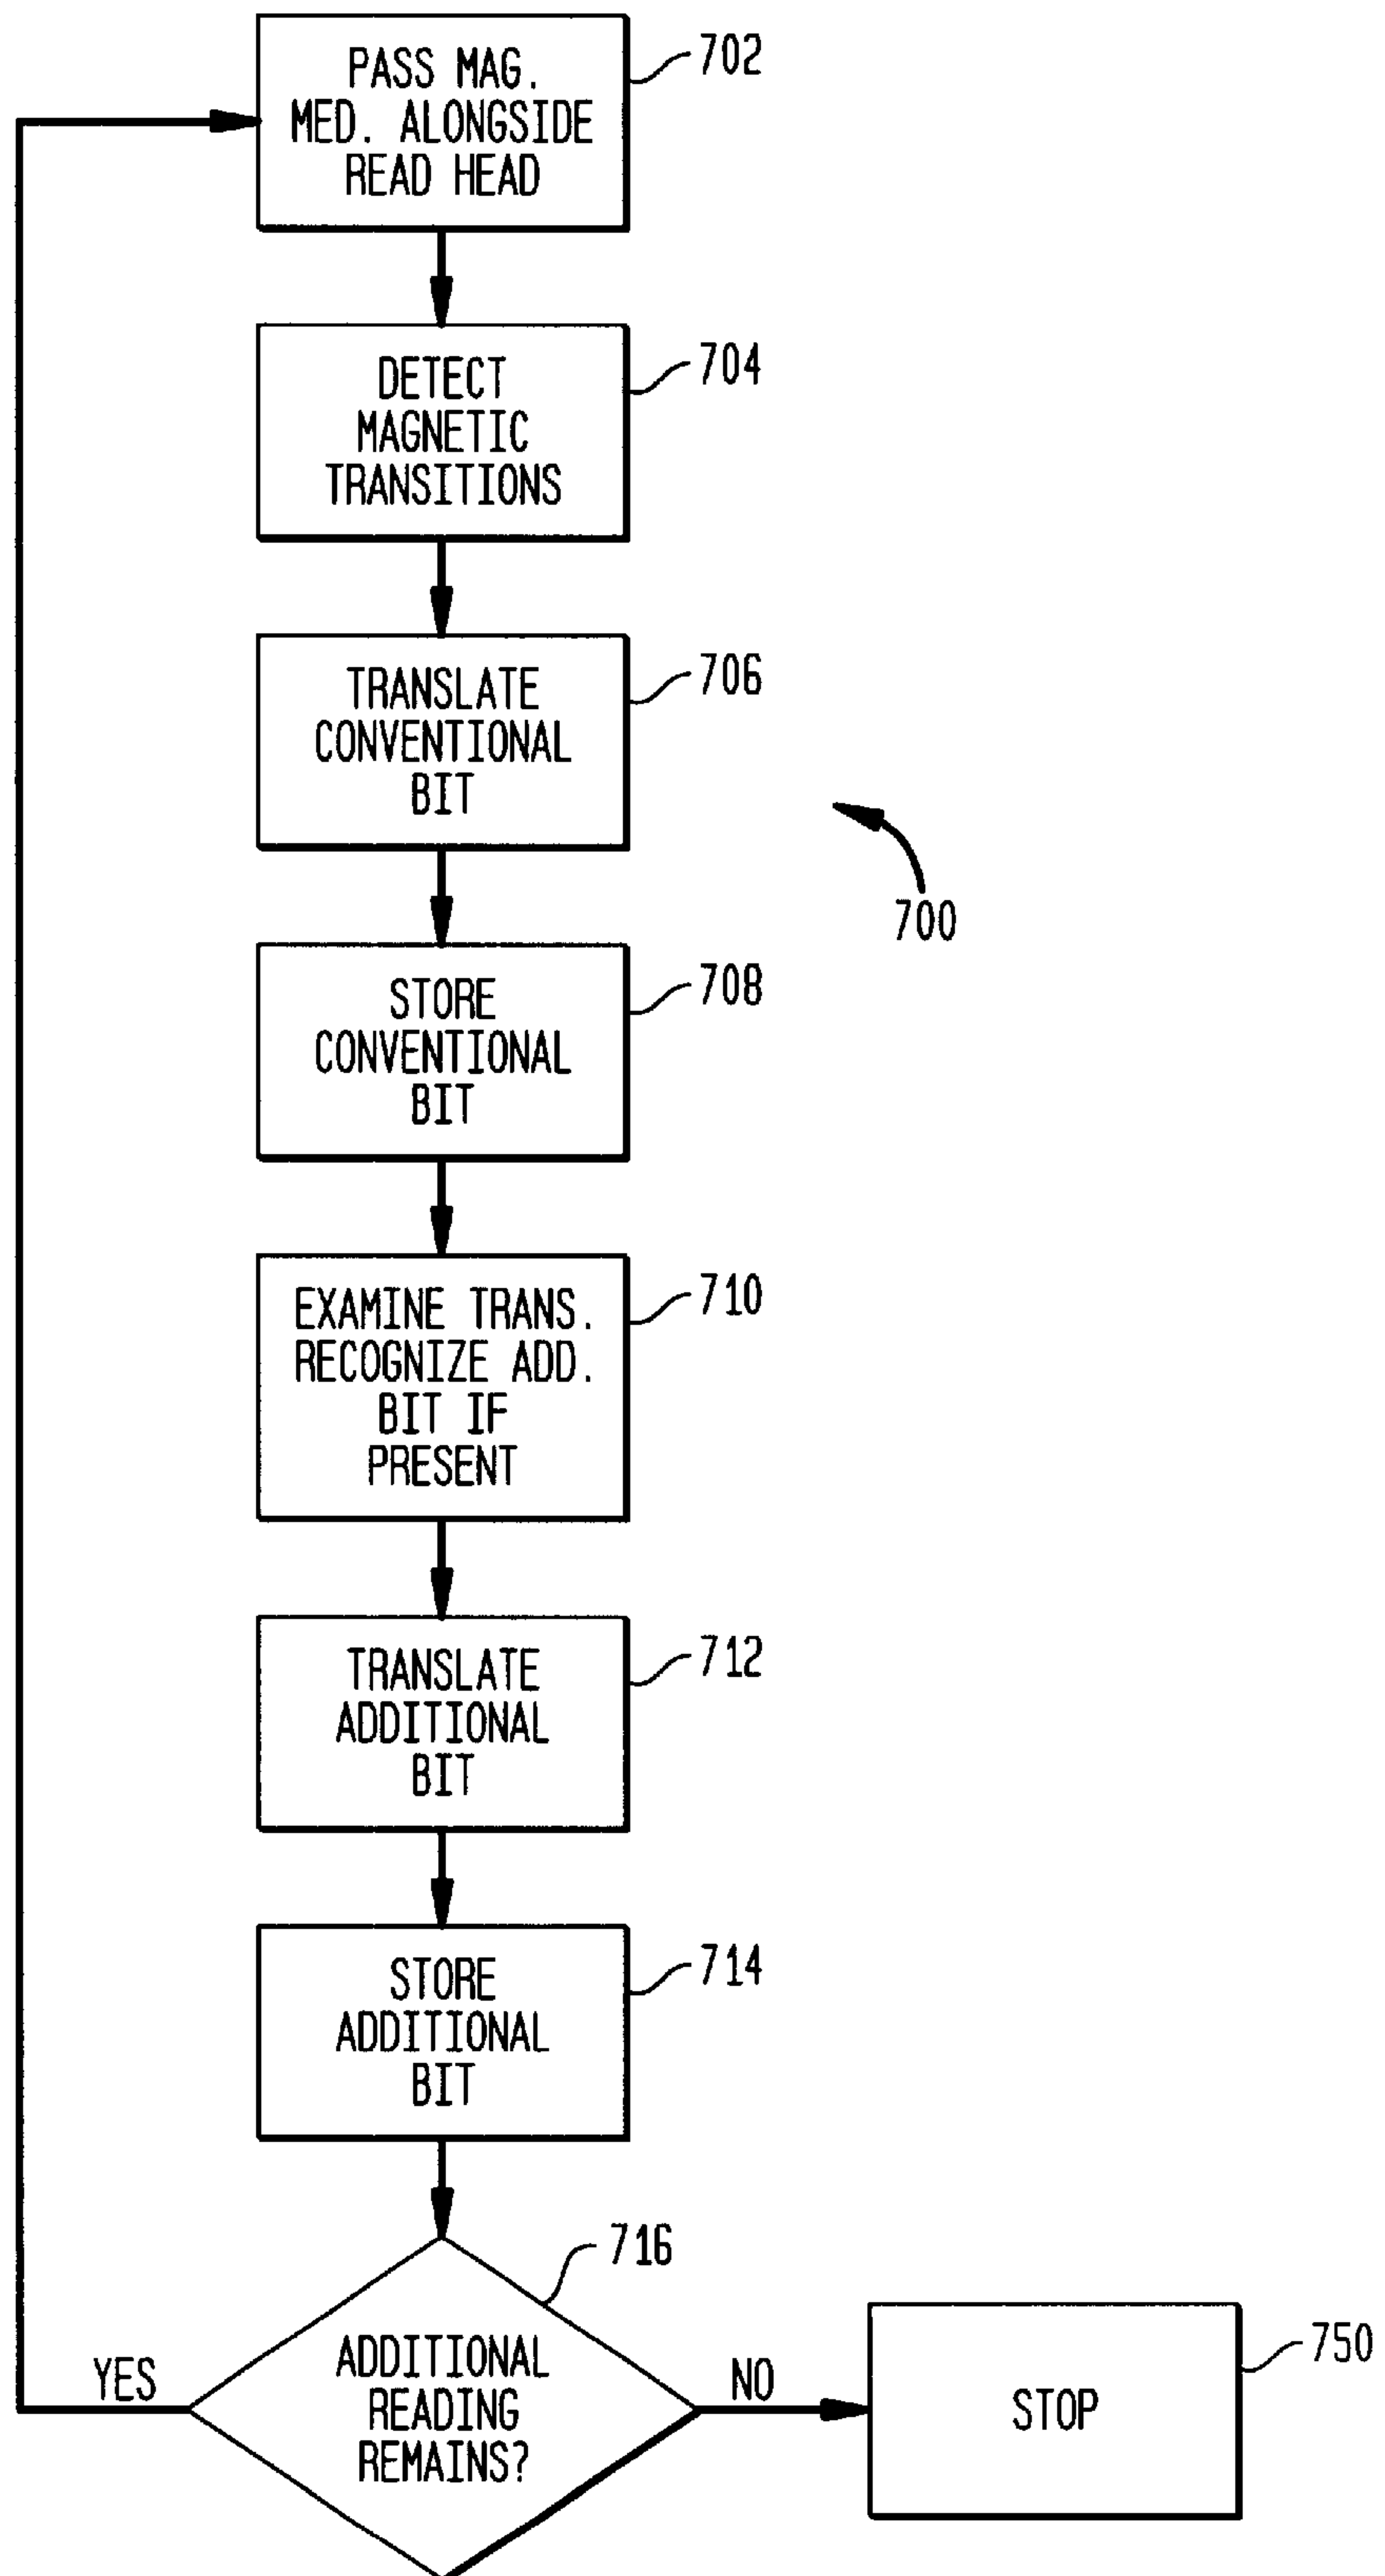 PASS MAG.
MED. ALONGSIDE
READ HEAD
702
DETECT
MAGNETIC
TRANSITIONS
704
TRANSLATE
CONVENTIONAL
BIT
706
700
STORE
CONVENTIONAL
BIT
708
EXAMINE TRANS.
RECOGNIZE ADD.
BIT IF
PRESENT
710
TRANSLATE
ADDITIONAL
BIT
712
STORE
ADDITIONAL
BIT
714
716
ADDITIONAL
READING
REMAINS?
YES
NO
STOP
750